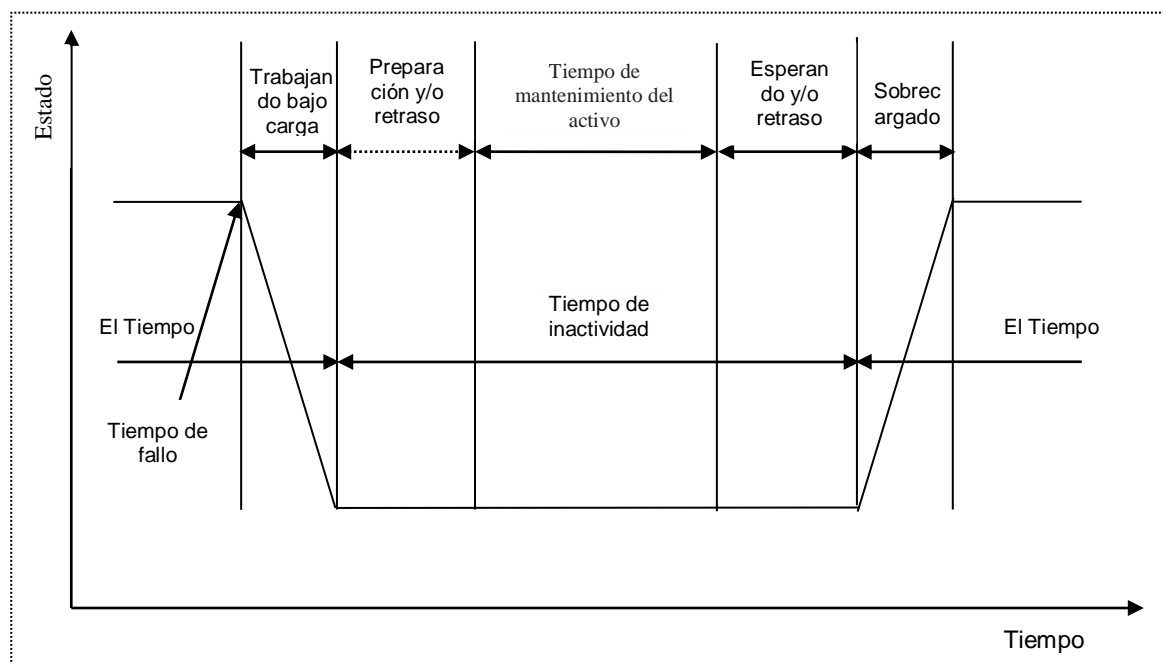 Estado
Trabajan
do bajo
carga
Prepara
ción y/o
retraso
Tiempo de
mantenimiento del
activo
Esperan
do y/o
retraso
Sobrec
argado
El Tiempo
Tiempo de
inactividad
El Tiempo
Tiempo de
fallo
Tiempo